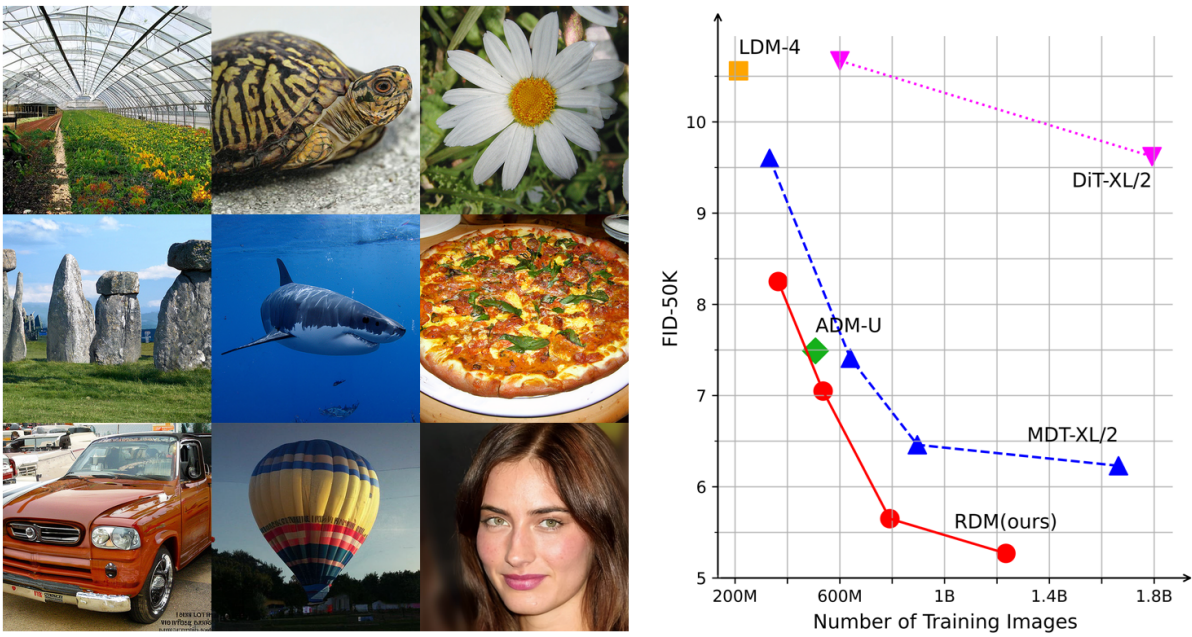 LDM-4
DiT-XL/2
ADM-U
MDT-XL/2
RDM(ours)
FID-50K
10
9
8
7
6
5
200M
600M
1B
1.4B
1.8B
Number of Training Images